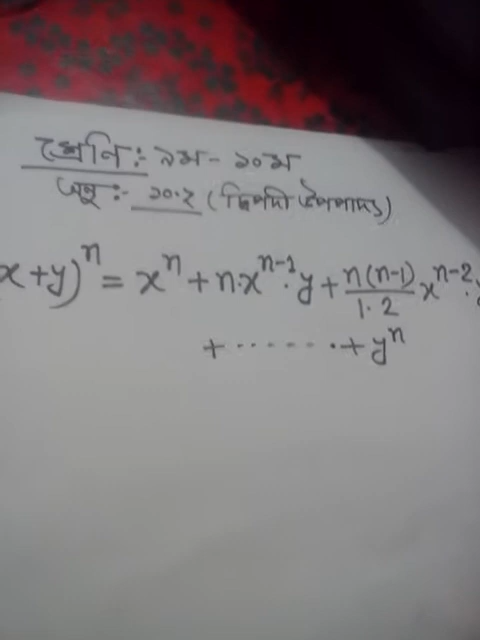 শ্রেনি:- ৯ম - ১০ম
অনু:- ১০.২ (দ্বিপদী উপপাদ্য)
x+y)ⁿ = xⁿ + n.xⁿ⁻¹.y + n(n-1)/1.2 xⁿ⁻².y
+ ....... + yⁿ